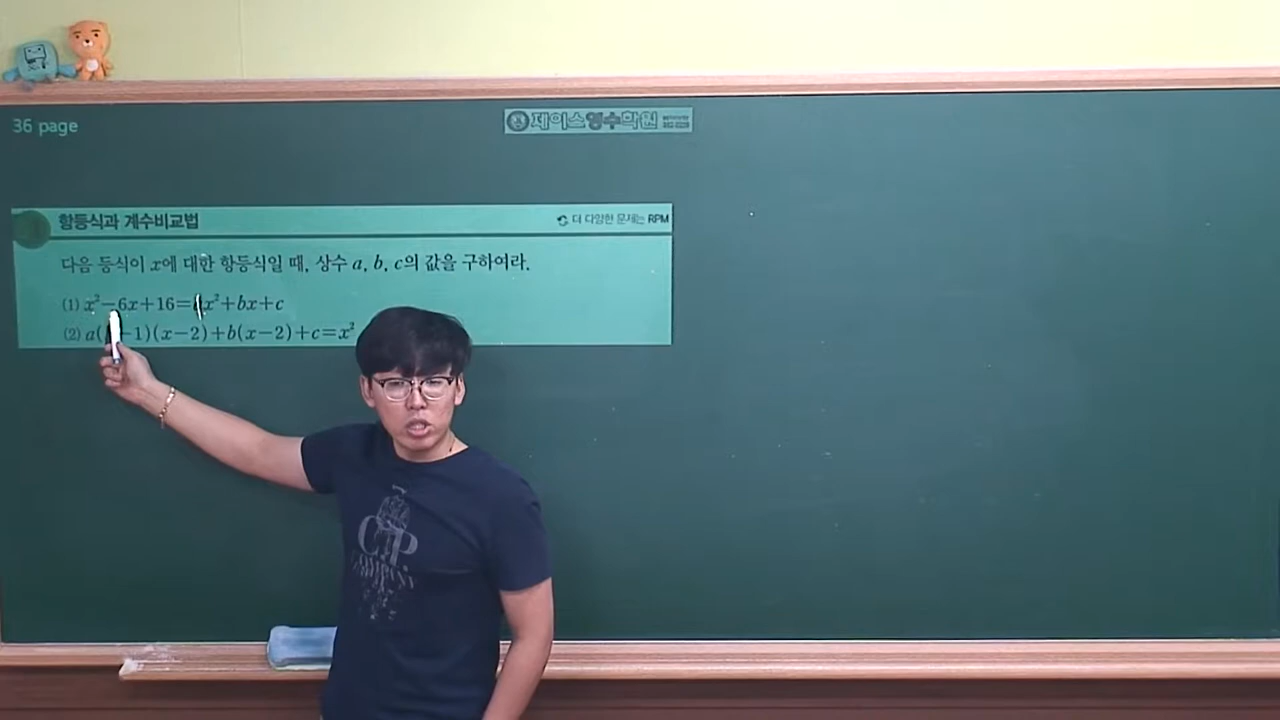 36 page
제이스영수학원
항등식과 계수비교법
더 다양한 문제는 RPM
다음 등식이 x에 대한 항등식일 때, 상수 a, b, c의 값을 구하여라.
(1) x²-6x+16= x²+bx+c
(2) a( -1)(x-2)+b(x-2)+c=x²